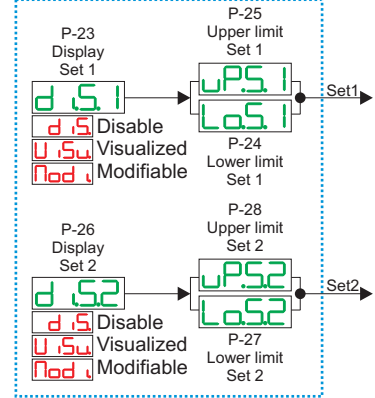 P-23
Display
Set 1
d i.S.1
d iS. Disable
U iSu. Visualized
Mod i. Modifiable
P-25
Upper limit
Set 1
uP.S.1
Lo.S.1
P-24
Lower limit
Set 1
Set1
P-26
Display
Set 2
d i.S.2
d iS. Disable
U iSu. Visualized
Mod i. Modifiable
P-28
Upper limit
Set 2
uP.S.2
Lo.S.2
P-27
Lower limit
Set 2
Set2